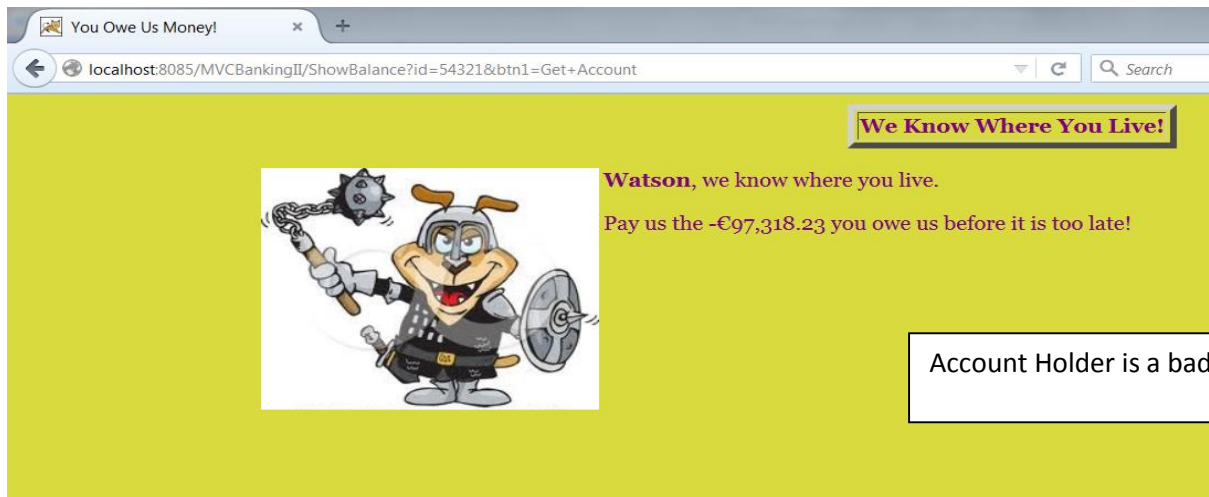 You Owe Us Money!
localhost:8085/MVCBankingII/ShowBalance?id=54321&btn1=Get+Account
Search
We Know Where You Live!
Watson, we know where you live.
Pay us the -€97,318.23 you owe us before it is too late!
Account Holder is a bad